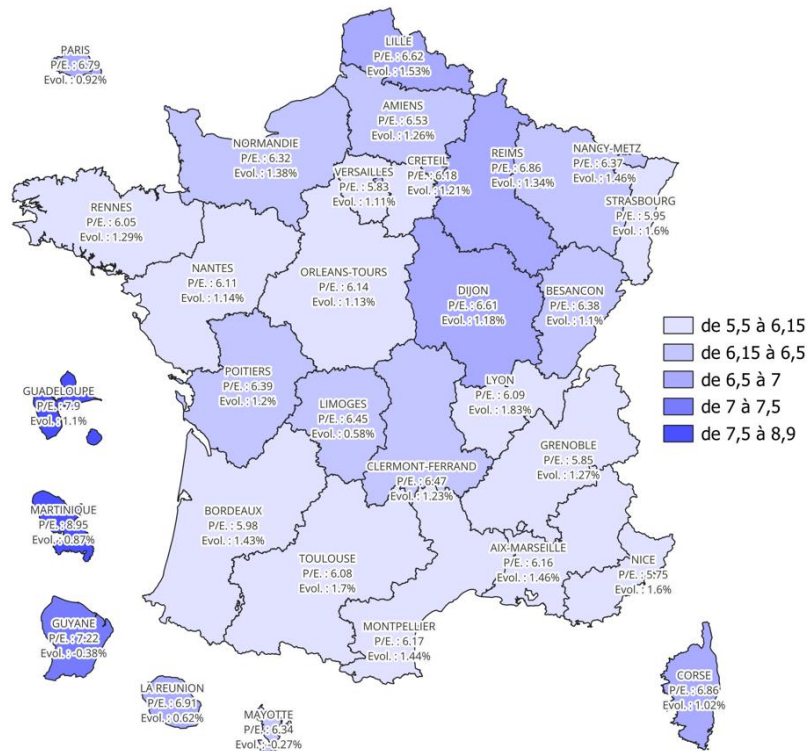 PARIS
P/E. : 6.79
Evol. : 0.92%
LILLE
P/E. : 6.62
Evol. : 1.53%
AMIENS
P/E. : 6.53
Evol. : 1.26%
NORMANDIE
P/E. : 6.32
Evol. : 1.38%
VERSAILLES
P/E. : 5.83
Evol. : 1.11%
CRETEIL
P/E. : 6.18
Evol. : 1.21%
REIMS
P/E. : 6.86
Evol. : 1.34%
NANCY-METZ
P/E. : 6.37
Evol. : 1.46%
STRASBOURG
P/E. : 5.95
Evol. : 1.6%
RENNES
P/E. : 6.05
Evol. : 1.29%
NANTES
P/E. : 6.11
Evol. : 1.14%
ORLEANS-TOURS
P/E. : 6.14
Evol. : 1.13%
DIJON
P/E. : 6.61
Evol. : 1.18%
BESANCON
P/E. : 6.38
Evol. : 1.1%
de 5,5 à 6,15
de 6,15 à 6,5
de 6,5 à 7
de 7 à 7,5
de 7,5 à 8,9
POITIERS
P/E. : 6.39
Evol. : 1.2%
LIMOGES
P/E. : 6.45
Evol. : 0.58%
LYON
P/E. : 6.09
Evol. : 1.83%
GUADELOUPE
P/E. : 7.9
Evol. : 1.1%
CLERMONT-FERRAND
P/E. : 6.47
Evol. : 1.23%
GRENOBLE
P/E. : 5.85
Evol. : 1.27%
MARTINIQUE
P/E. : 8.95
Evol. : 0.87%
BORDEAUX
P/E. : 5.98
Evol. : 1.43%
TOULOUSE
P/E. : 6.08
Evol. : 1.7%
AIX-MARSEILLE
P/E. : 6.16
Evol. : 1.46%
NICE
P/E. : 5.75
Evol. : 1.6%
GUYANE
P/E. : 7.22
Evol. : -0.38%
MONTPELLIER
P/E. : 6.17
Evol. : 1.44%
LA REUNION
P/E. : 6.91
Evol. : 0.62%
MAYOTTE
P/E. : 6.34
Evol. : -0.27%
CORSE
P/E. : 6.86
Evol. : 1.02%